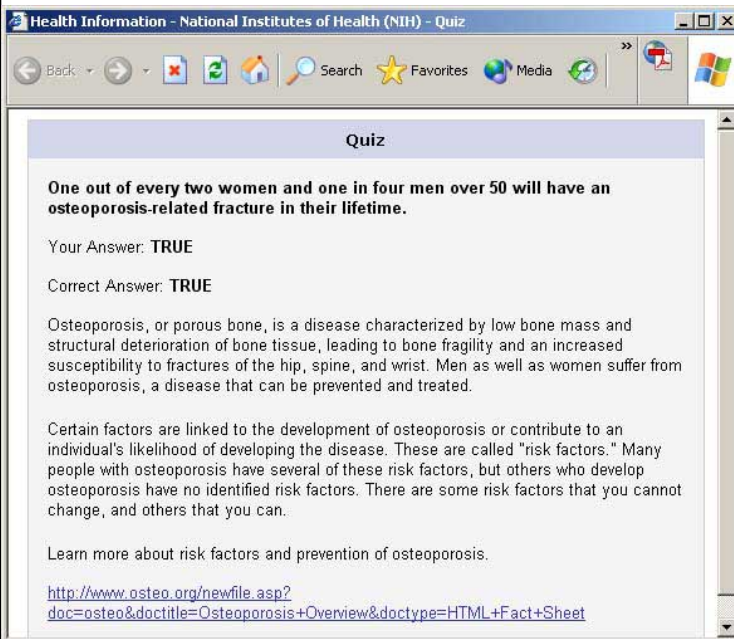 Health Information - National Institutes of Health (NIH) - Quiz
Back Search Favorites Media »
Quiz
One out of every two women and one in four men over 50 will have an
osteoporosis-related fracture in their lifetime.
Your Answer: TRUE
Correct Answer: TRUE
Osteoporosis, or porous bone, is a disease characterized by low bone mass and
structural deterioration of bone tissue, leading to bone fragility and an increased
susceptibility to fractures of the hip, spine, and wrist. Men as well as women suffer from
osteoporosis, a disease that can be prevented and treated.
Certain factors are linked to the development of osteoporosis or contribute to an
individual's likelihood of developing the disease. These are called "risk factors." Many
people with osteoporosis have several of these risk factors, but others who develop
osteoporosis have no identified risk factors. There are some risk factors that you cannot
change, and others that you can.
Learn more about risk factors and prevention of osteoporosis.
http://www.osteo.org/newfile.asp?
doc=osteo&doctitle=Osteoporosis+Overview&doctype=HTML+Fact+Sheet